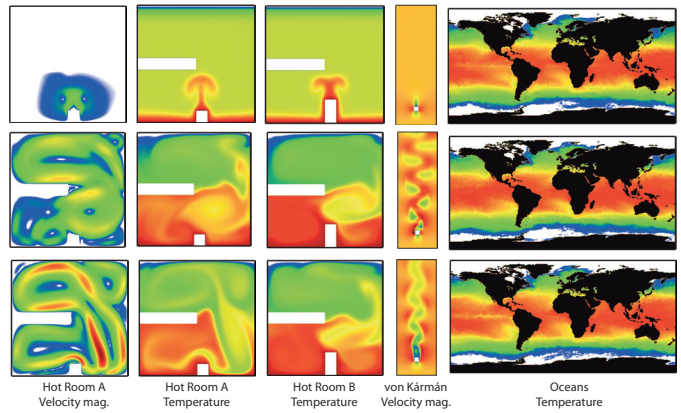 Hot Room A
Velocity mag.
Hot Room A
Temperature
Hot Room B
Temperature
von Kármán
Velocity mag.
Oceans
Temperature